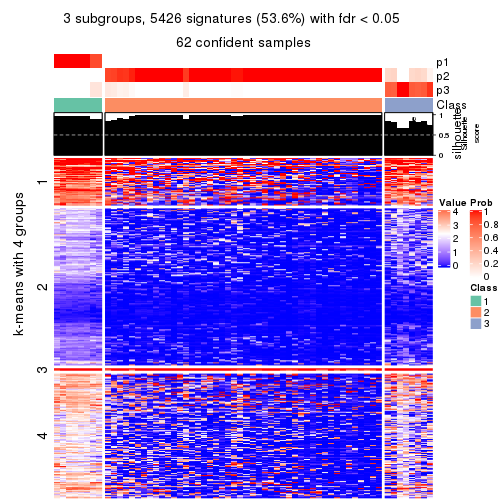 3 subgroups, 5426 signatures (53.6%) with fdr < 0.05
62 confident samples
p1
p2
p3
Class
1
0.5
0
silhouette
Silhouette
score
k-means with 4 groups
1
2
3
4
Value
4
3
2
1
0
Prob
1
0.8
0.6
0.4
0.2
0
Class
1
2
3